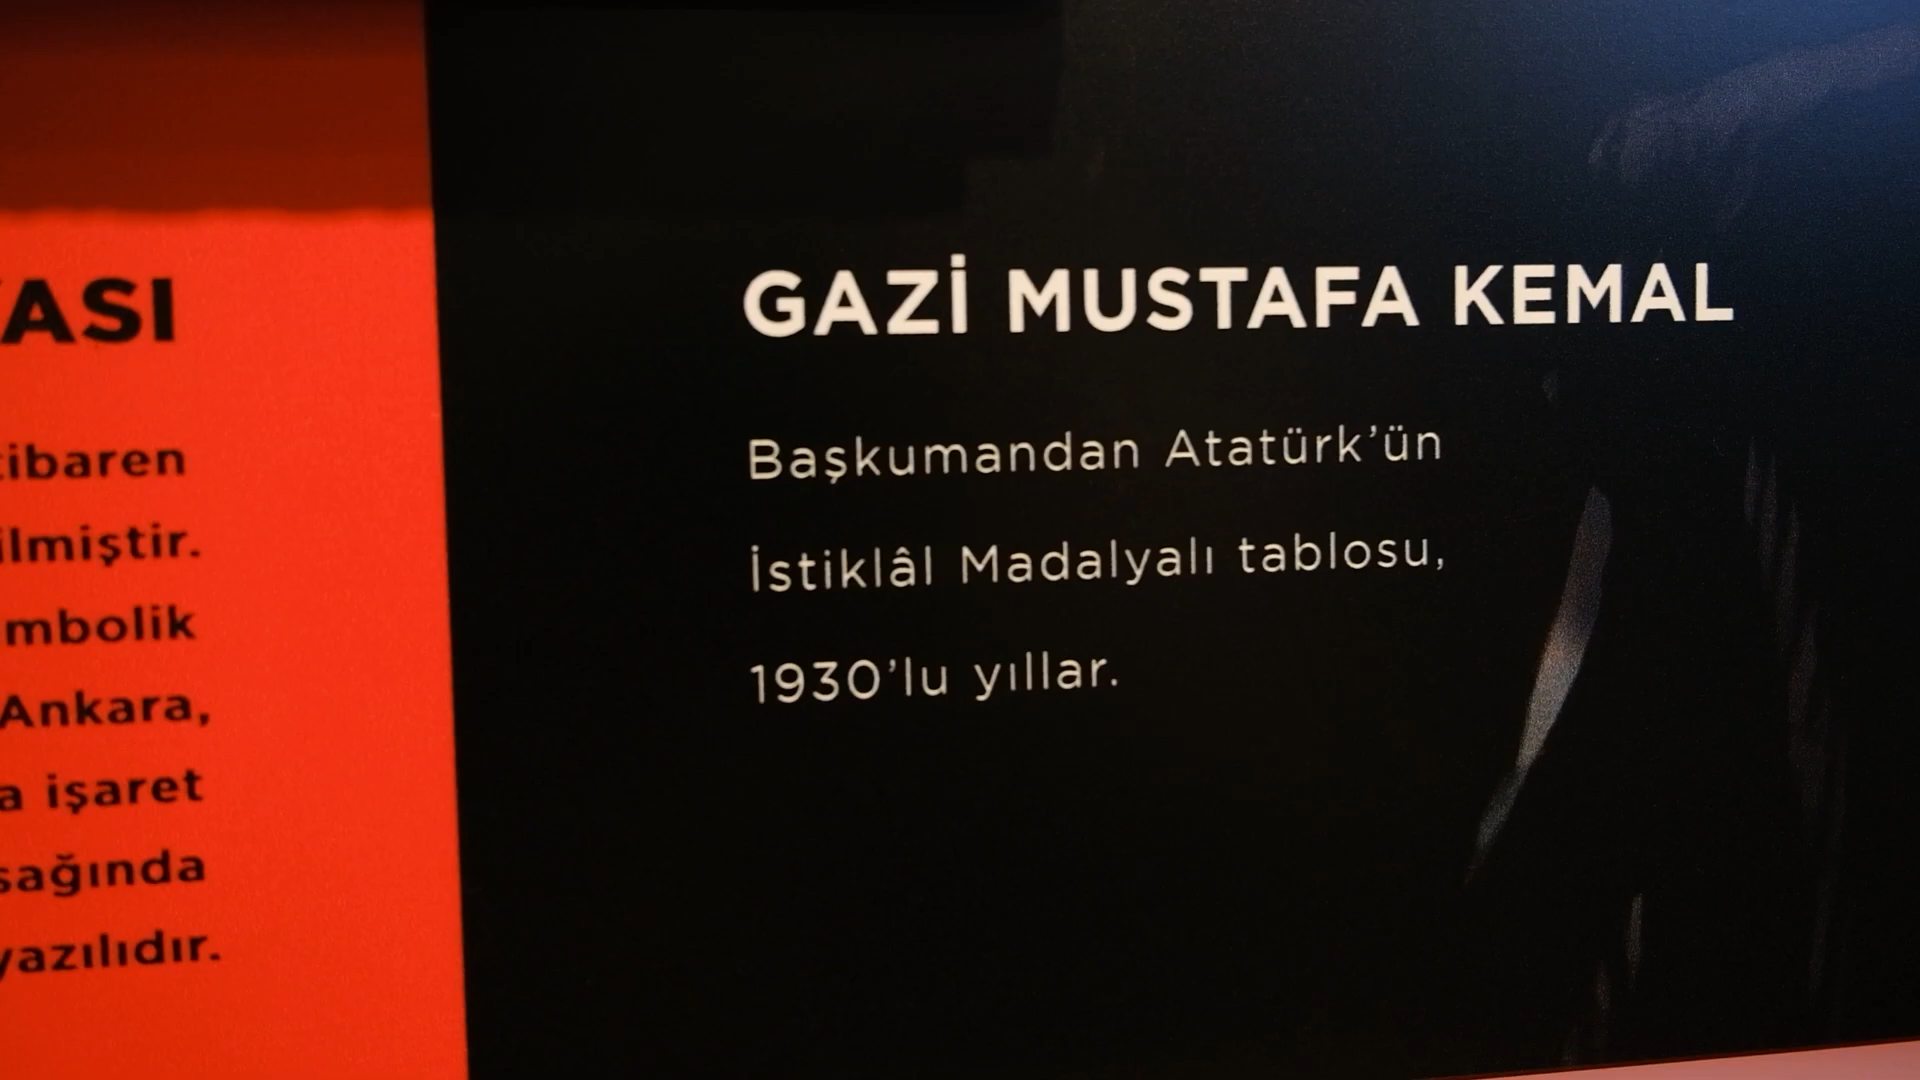 ASI
tibaren
ilmiştir.
mbolik
Ankara,
a işaret
sağında
yazılıdır.
GAZİ MUSTAFA KEMAL
Başkumandan Atatürk’ün
İstiklâl Madalyalı tablosu,
1930’lu yıllar.